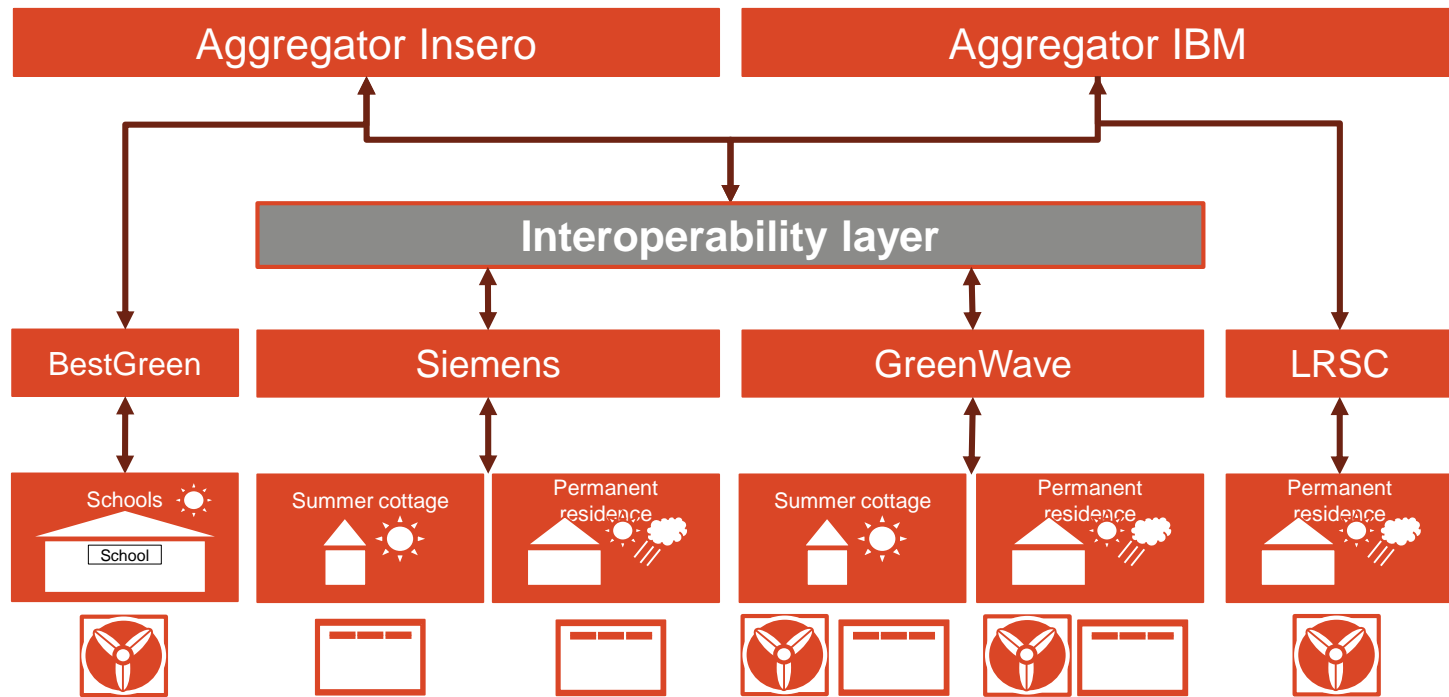 Aggregator Insero
Aggregator IBM
Interoperability layer
BestGreen
Siemens
GreenWave
LRSC
Schools
School
Summer cottage
Permanent
residence
Summer cottage
Permanent
residence
Permanent
residence